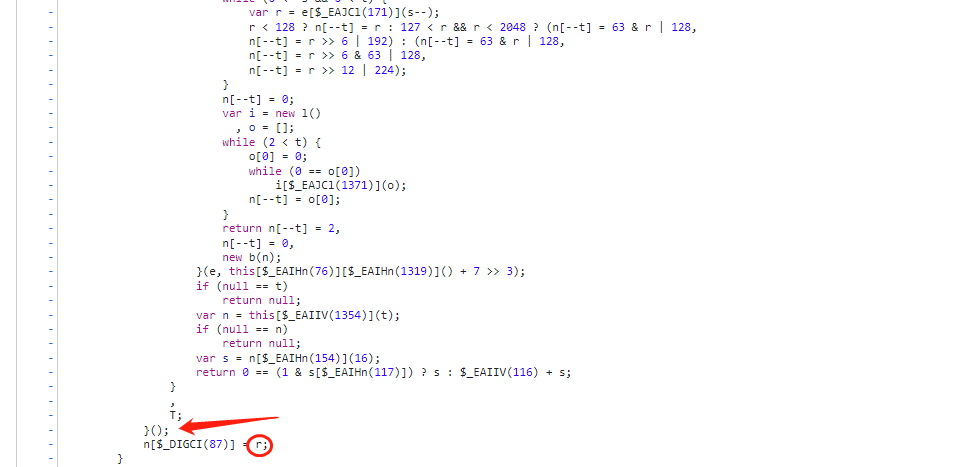 var r = e[$_EAJCl(171)](s--);
r < 128 ? n[--t] = r : 127 < r && r < 2048 ? (n[--t] = 63 & r | 128,
n[--t] = r >> 6 | 192) : (n[--t] = 63 & r | 128,
n[--t] = r >> 6 & 63 | 128,
n[--t] = r >> 12 | 224);
}
n[--t] = 0;
var i = new l()
, o = [];
while (2 < t) {
o[0] = 0;
while (0 == o[0])
i[$_EAJCl(1371)](o);
n[--t] = o[0];
}
return n[--t] = 2,
n[--t] = 0,
new b(n);
}(e, this[$_EAIHn(76)][$_EAIHn(1319)]() + 7 >> 3);
if (null == t)
return null;
var n = this[$_EAIIV(1354)](t);
if (null == n)
return null;
var s = n[$_EAIHn(154)](16);
return 0 == (1 & s[$_EAIHn(117)]) ? s : $_EAIIV(116) + s;
}
,
T;
}();
n[$_DIGCI(87)] = r;
}